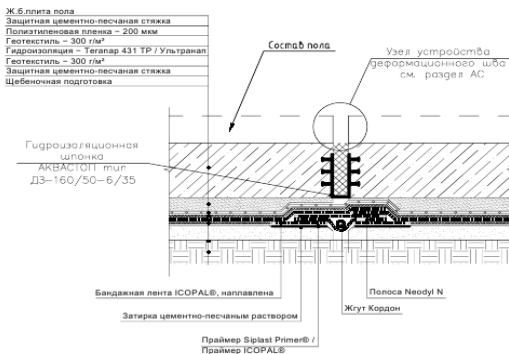 Ж.б.плита пола
Защитная цементно-песчаная стяжка
Полиэтиленовая пленка - 200 мкм
Геотекстиль - 300 г/м²
Гидроизоляция - Тегапар 431 ТР / Ультранап
Геотекстиль - 300 г/м²
Защитная цементно-песчаная стяжка
Щебеночная подготовка
Состав пола
Узел устройства
деформационного шва
см. раздел АС
Гидроизоляционная
шпонка
АКВАСТОП тип
ДЗ-160/50-6/35
Бандажная лента ICOPAL®, наплавлена
Полоса Neodyl N
Затирка цементно-песчаным раствором
Жгут Кордон
Праймер Siplast Primer® /
Праймер ICOPAL®